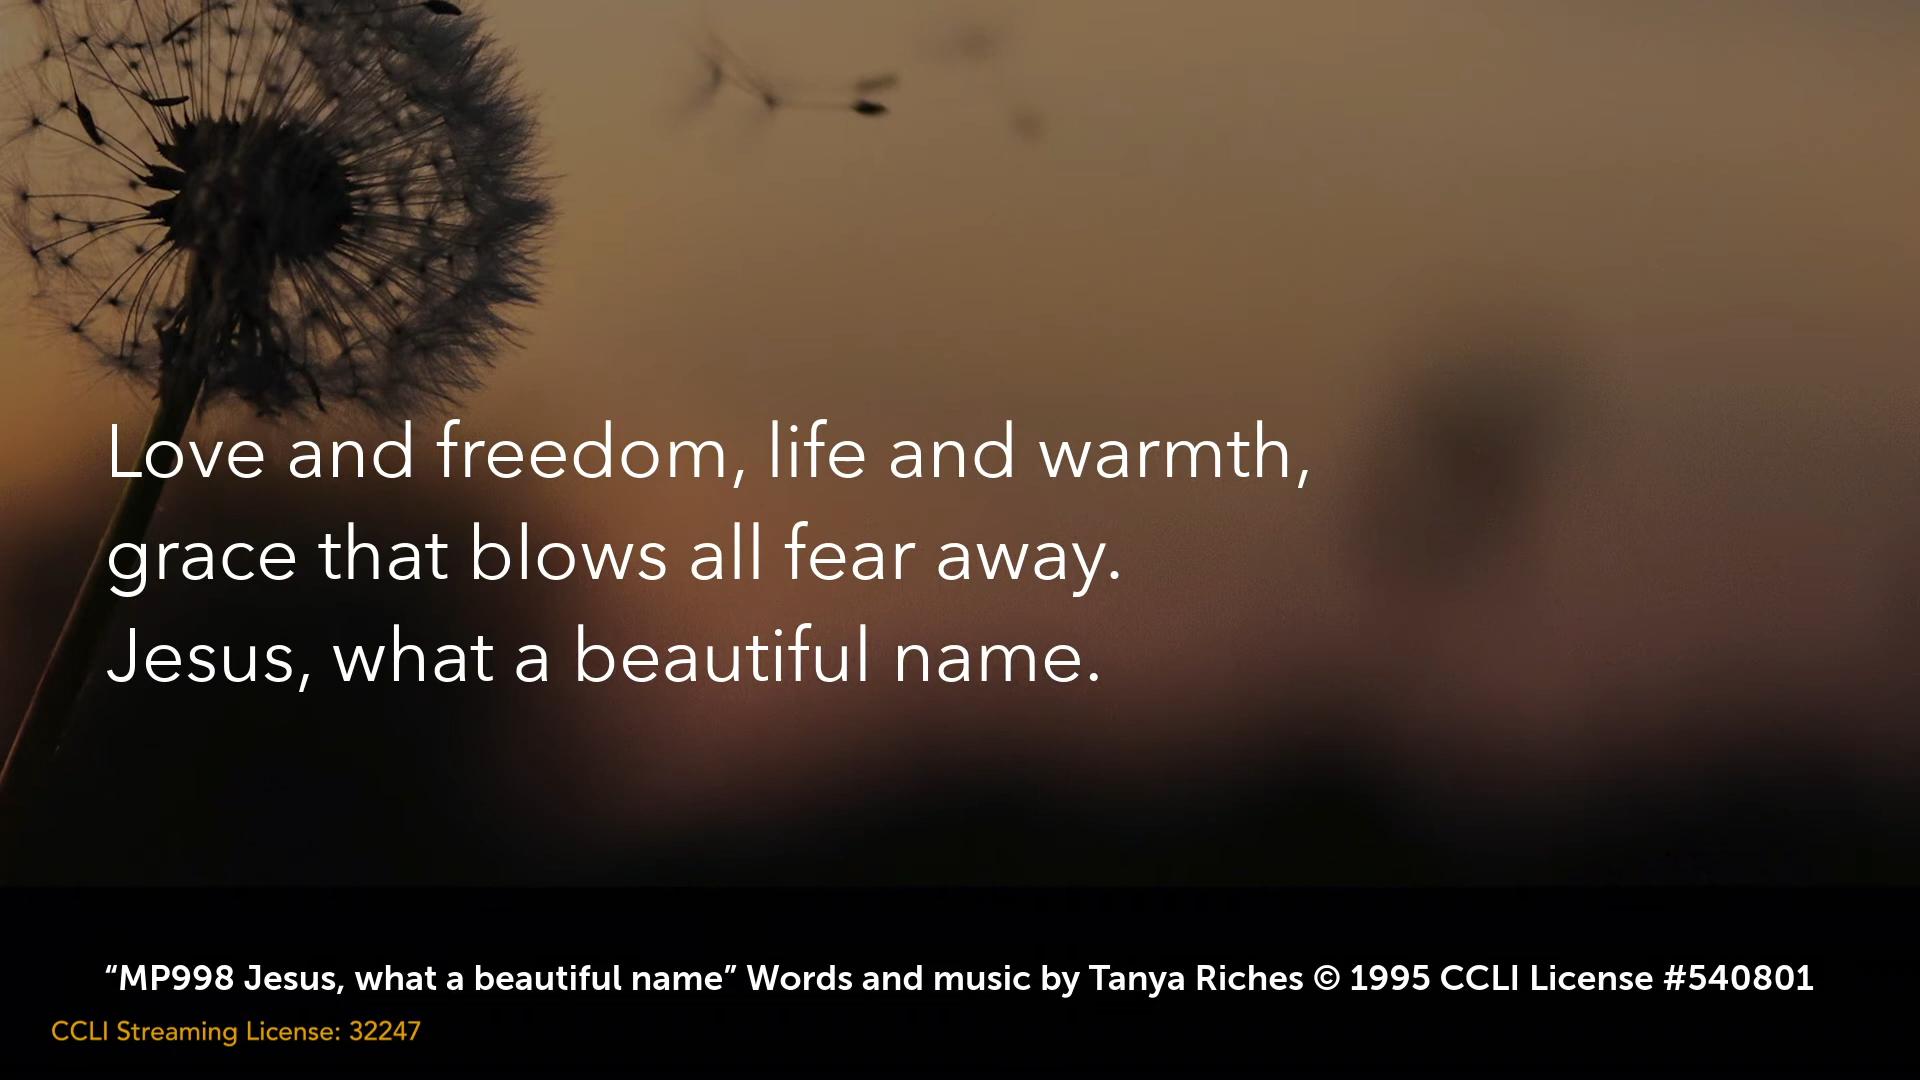 Love and freedom, life and warmth,
grace that blows all fear away.
Jesus, what a beautiful name.
“MP998 Jesus, what a beautiful name” Words and music by Tanya Riches © 1995 CCLI License #540801
CCLI Streaming License: 32247